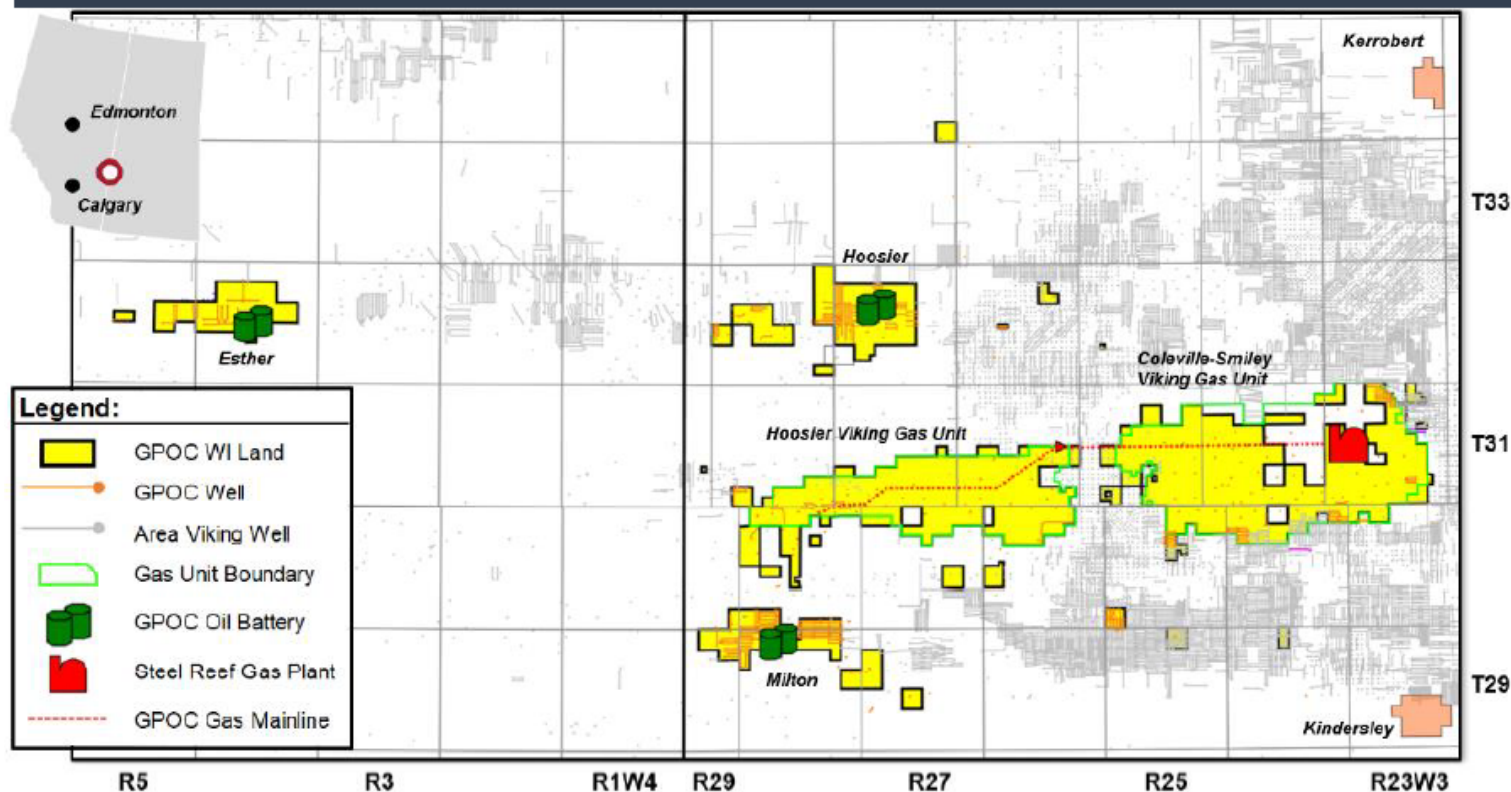 Kerrobert
Edmonton
Calgary
T33
Hoosier
Esther
Coleville-Smiley
Viking Gas Unit
Hoosier Viking Gas Unit
T31
Legend:
GPOC WI Land
GPOC Well
Area Viking Well
Gas Unit Boundary
GPOC Oil Battery
Steel Reef Gas Plant
GPOC Gas Mainline
Milton
T29
Kindersley
R5 R3 R1W4 R29 R27 R25 R23W3